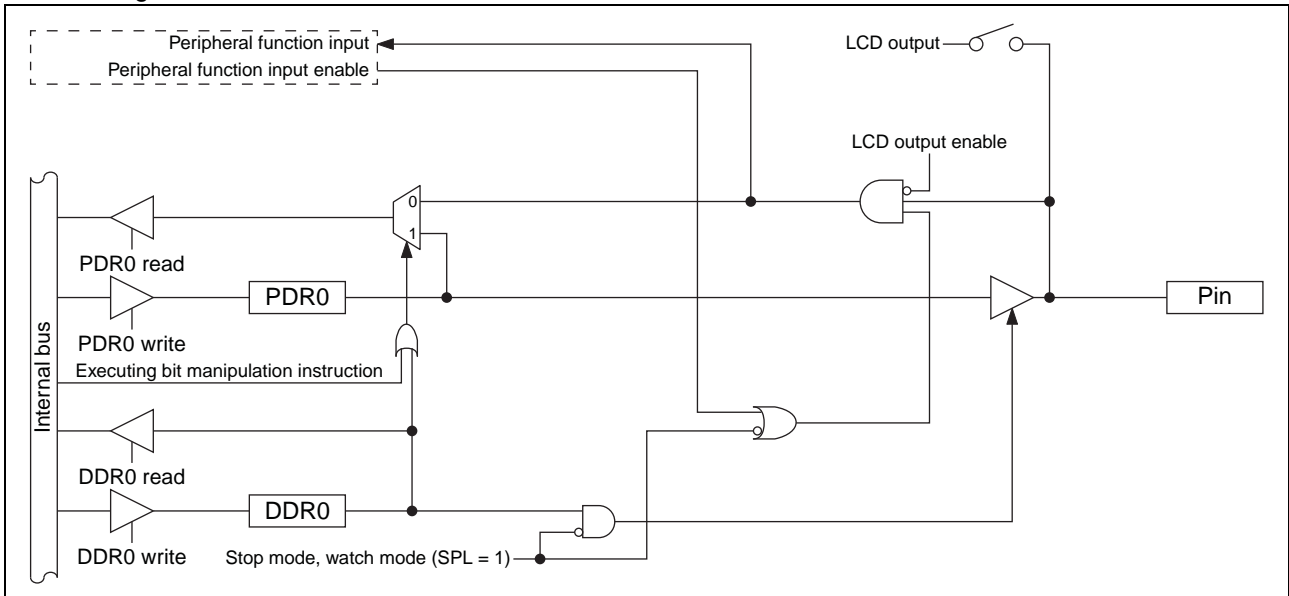 Peripheral function input
LCD output
Peripheral function input enable
LCD output enable
0
1
PDR0 read
PDR0
Pin
PDR0 write
Executing bit manipulation instruction
Internal bus
DDR0 read
DDR0
DDR0 write
Stop mode, watch mode (SPL = 1)